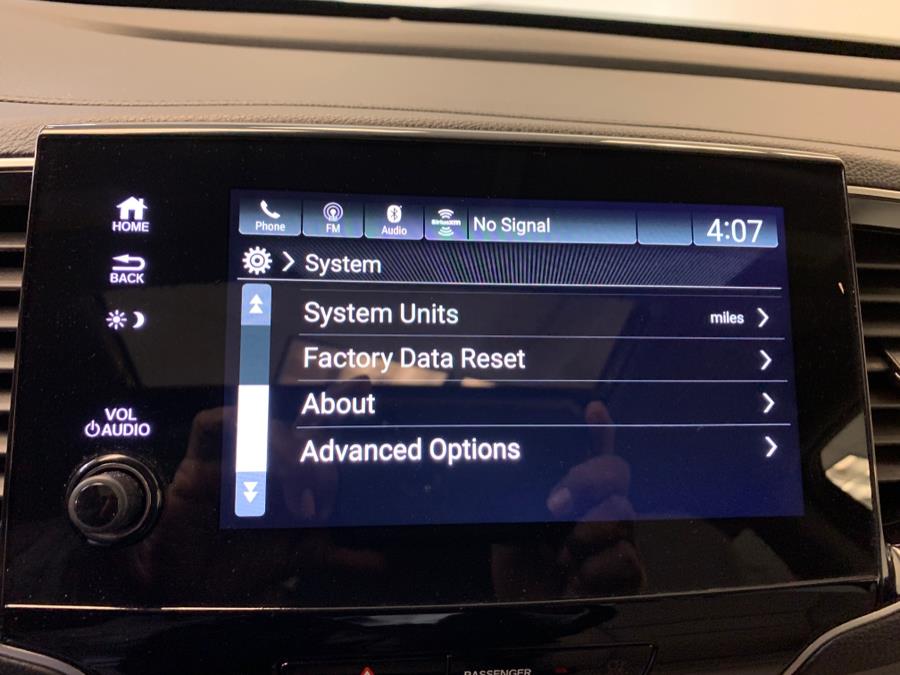 HOME
BACK
VOL
AUDIO
Phone
FM
Audio
siriusxm
No Signal
4:07
System
System Units miles
Factory Data Reset
About
Advanced Options
PASSENGER